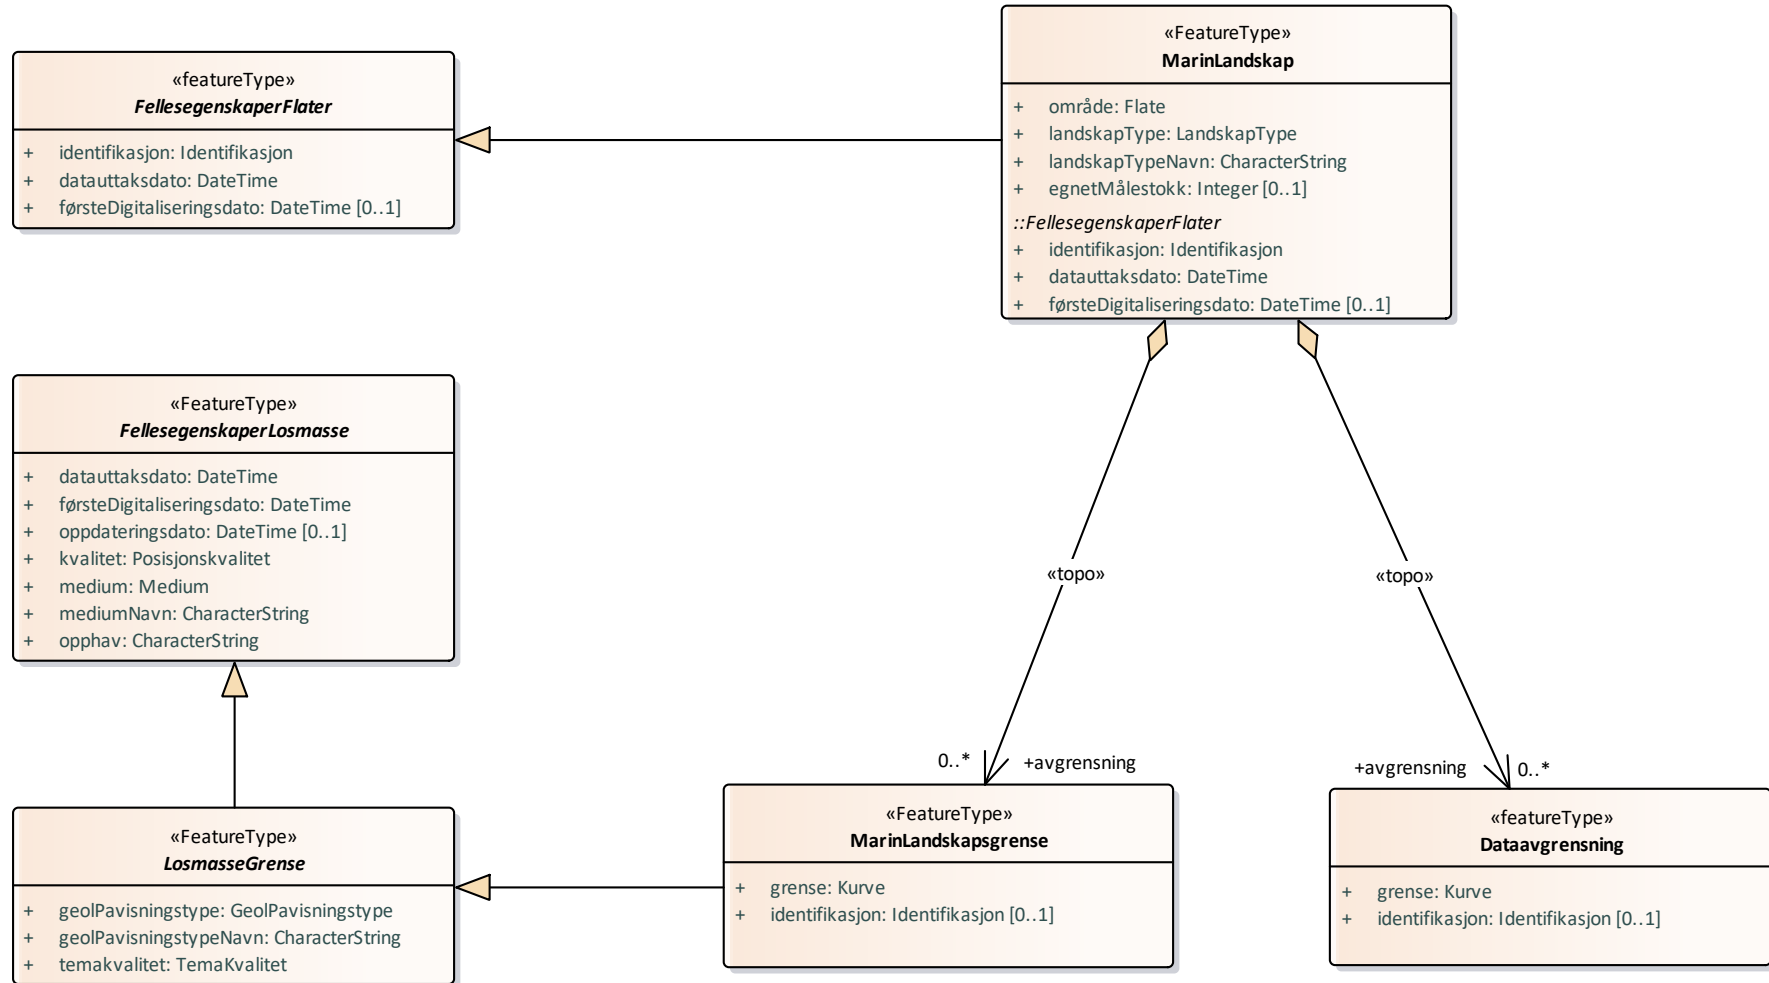 «featureType»
FellesegenskaperFlater
+ identifikasjon: Identifikasjon
+ datauttaksdato: DateTime
+ førsteDigitaliseringsdato: DateTime [0..1]
«FeatureType»
MarinLandskap
+ område: Flate
+ landskapType: LandskapType
+ landskapTypeNavn: CharacterString
+ egnetMålestokk: Integer [0..1]
::FellesegenskaperFlater
+ identifikasjon: Identifikasjon
+ datauttaksdato: DateTime
+ førsteDigitaliseringsdato: DateTime [0..1]
«FeatureType»
FellesegenskaperLosmasse
+ datauttaksdato: DateTime
+ førsteDigitaliseringsdato: DateTime
+ oppdateringsdato: DateTime [0..1]
+ kvalitet: Posisjonskvalitet
+ medium: Medium
+ mediumNavn: CharacterString
+ opphav: CharacterString
«topo»
«topo»
0..* +avgrensning
+avgrensning 0..*
«FeatureType»
LosmasseGrense
+ geolPavisningstype: GeolPavisningstype
+ geolPavisningstypeNavn: CharacterString
+ temakvalitet: TemaKvalitet
«FeatureType»
MarinLandskapsgrense
+ grense: Kurve
+ identifikasjon: Identifikasjon [0..1]
«featureType»
Dataavgrensning
+ grense: Kurve
+ identifikasjon: Identifikasjon [0..1]